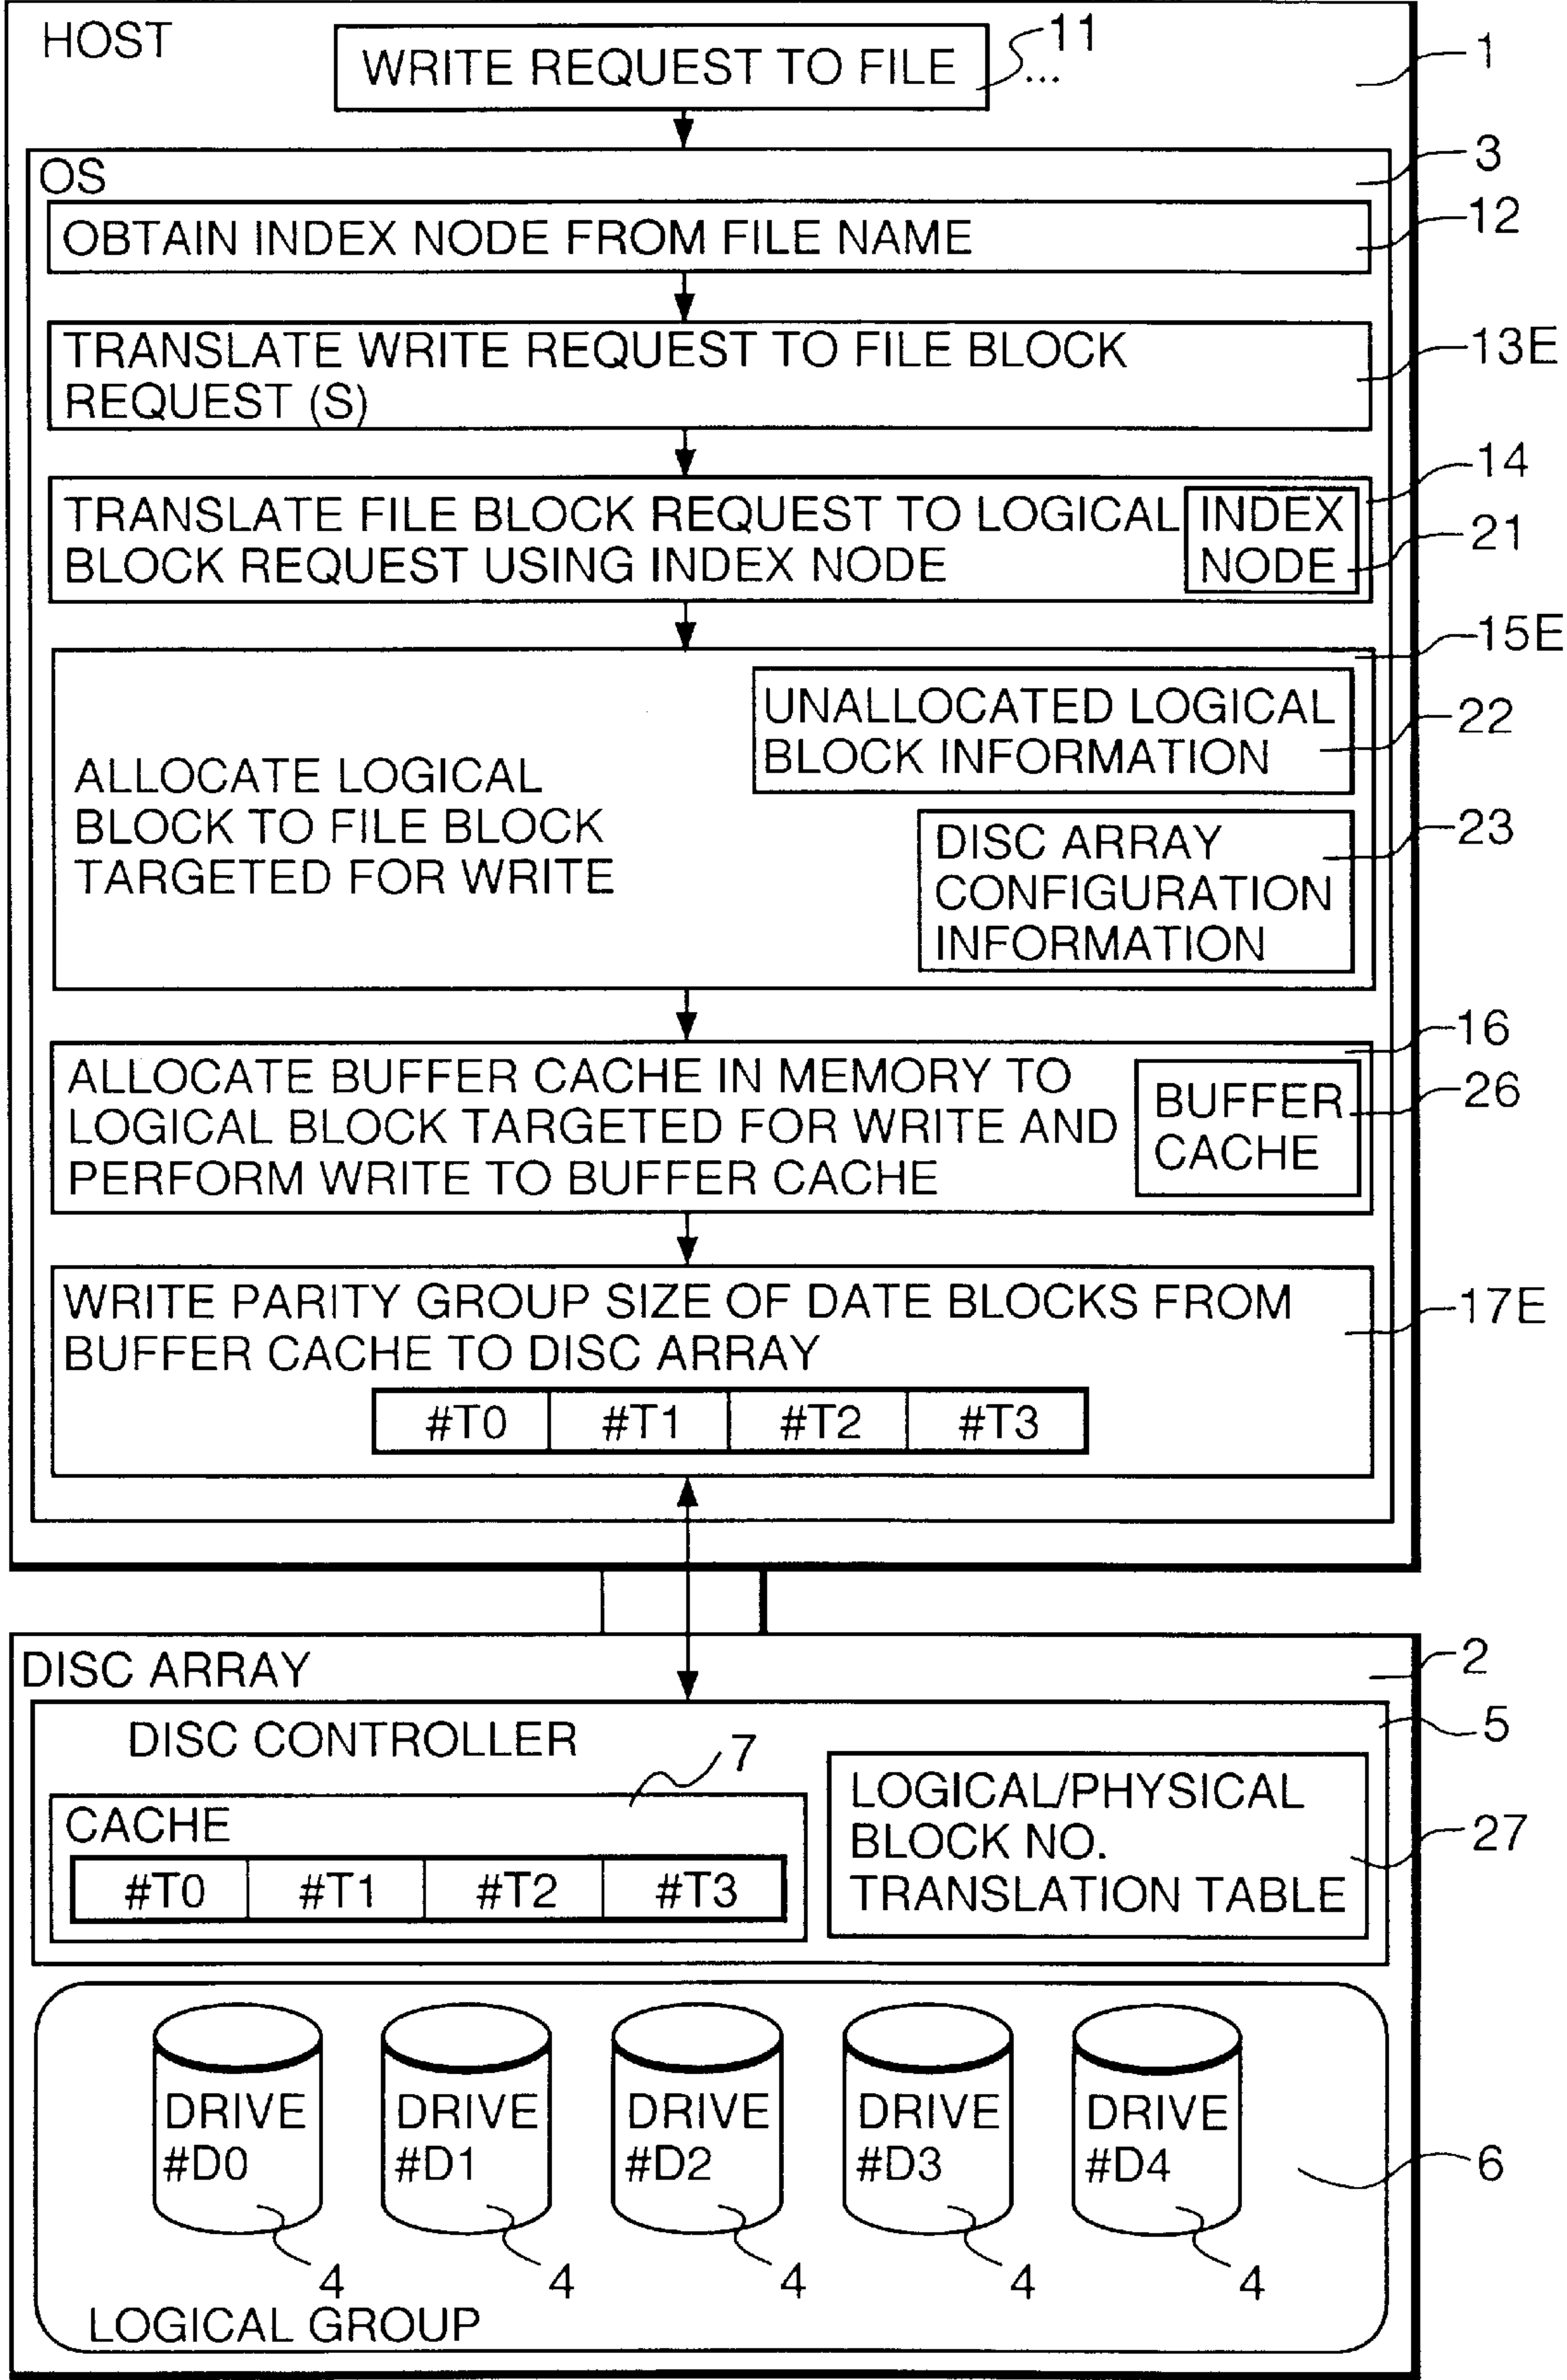 HOST
WRITE REQUEST TO FILE
11
...
1
OS
3
OBTAIN INDEX NODE FROM FILE NAME
12
TRANSLATE WRITE REQUEST TO FILE BLOCK
REQUEST (S)
13E
TRANSLATE FILE BLOCK REQUEST TO LOGICAL
BLOCK REQUEST USING INDEX NODE
INDEX
NODE
14
21
15E
ALLOCATE LOGICAL
BLOCK TO FILE BLOCK
TARGETED FOR WRITE
UNALLOCATED LOGICAL
BLOCK INFORMATION
22
DISC ARRAY
CONFIGURATION
INFORMATION
23
ALLOCATE BUFFER CACHE IN MEMORY TO
LOGICAL BLOCK TARGETED FOR WRITE AND
PERFORM WRITE TO BUFFER CACHE
BUFFER
CACHE
16
26
WRITE PARITY GROUP SIZE OF DATE BLOCKS FROM
BUFFER CACHE TO DISC ARRAY
17E
#T0 #T1 #T2 #T3
DISC ARRAY
2
DISC CONTROLLER
5
7
CACHE
#T0 #T1 #T2 #T3
LOGICAL/PHYSICAL
BLOCK NO.
TRANSLATION TABLE
27
DRIVE
#D0
DRIVE
#D1
DRIVE
#D2
DRIVE
#D3
DRIVE
#D4
6
4 4 4 4 4
LOGICAL GROUP